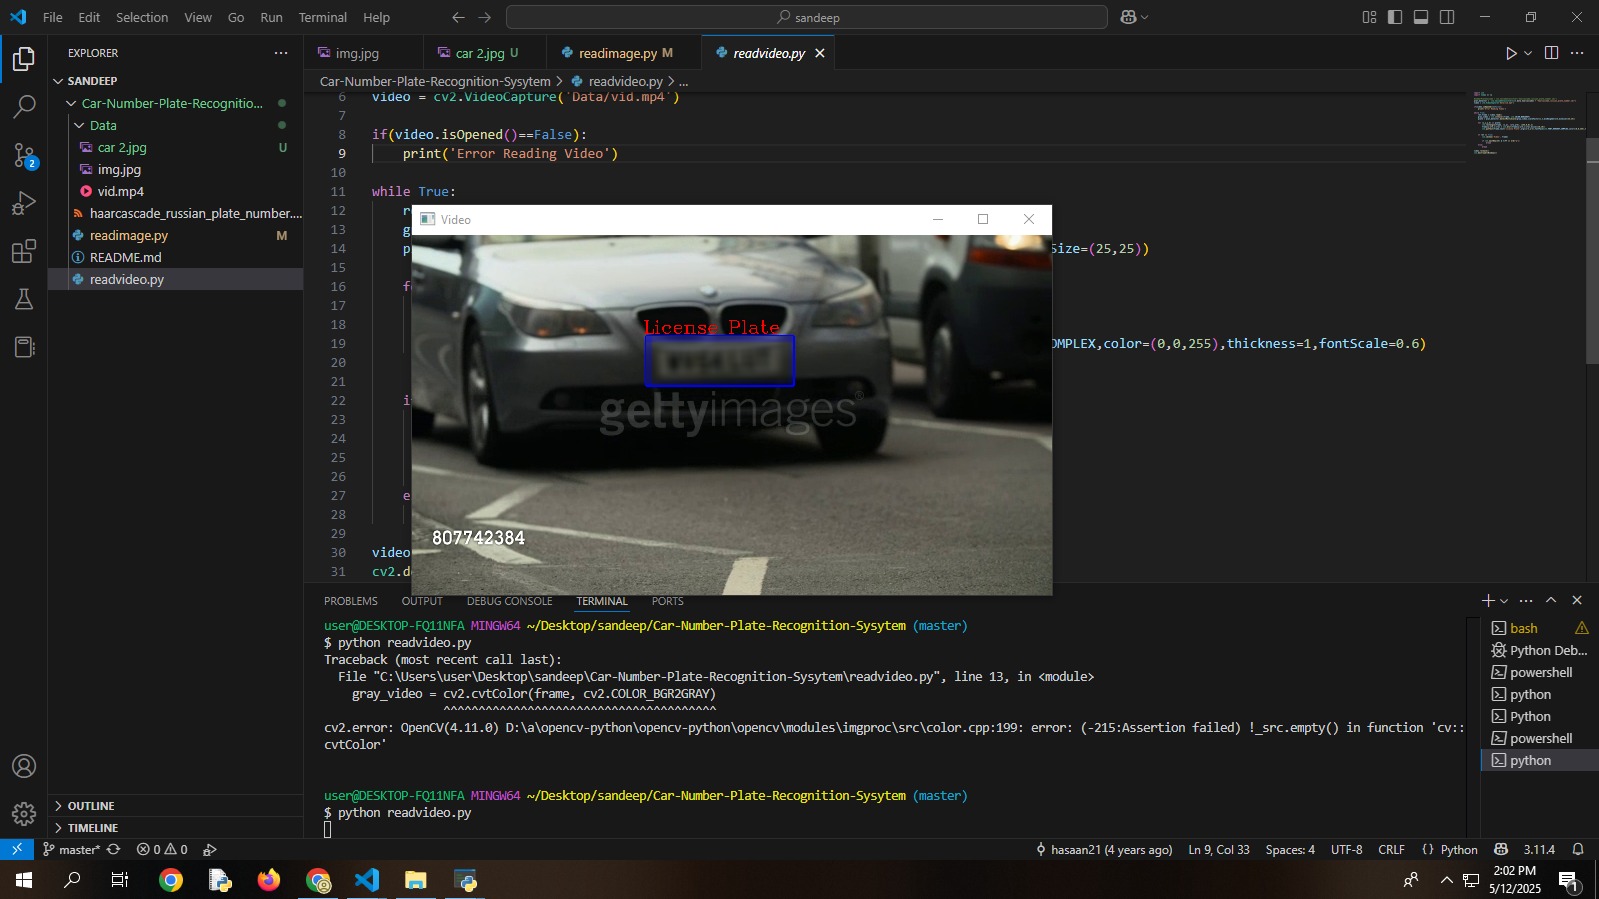 File Edit Selection View Go Run Terminal Help
sandeep
EXPLORER
img.jpg
car 2.jpg U
readimage.py M
readvideo.py
SANDEEP
Car-Number-Plate-Recognition-Sysytem > readvideo.py > ...
Car-Number-Plate-Recognitio...
Data
car 2.jpg U
img.jpg
vid.mp4
haarcascade_russian_plate_number....
readimage.py M
README.md
readvideo.py
6 video = cv2.VideoCapture('Data/vid.mp4')
7
8 if(video.isOpened()==False):
9 print('Error Reading Video')
10
11 while True:
12 r
13 g
14 p Size=(25,25))
15
16 f
17
18
19 OMPLEX,color=(0,0,255),thickness=1,fontScale=0.6)
20
21
22 i
23
24
25
26
27 e
28
29
30 video
31 cv2.d
Video
License Plate
gettyimages®
807742384
PROBLEMS OUTPUT DEBUG CONSOLE TERMINAL PORTS
user@DESKTOP-FQ11NFA MINGW64 ~/Desktop/sandeep/Car-Number-Plate-Recognition-Sysytem (master)
$ python readvideo.py
Traceback (most recent call last):
File "C:\Users\user\Desktop\sandeep\Car-Number-Plate-Recognition-Sysytem\readvideo.py", line 13, in <module>
gray_video = cv2.cvtColor(frame, cv2.COLOR_BGR2GRAY)
^^^^^^^^^^^^^^^^^^^^^^^^^^^^^^^^^^^^^^^
cv2.error: OpenCV(4.11.0) D:\a\opencv-python\opencv-python\opencv\modules\imgproc\src\color.cpp:199: error: (-215:Assertion failed) !_src.empty() in function 'cv::
cvtColor'
user@DESKTOP-FQ11NFA MINGW64 ~/Desktop/sandeep/Car-Number-Plate-Recognition-Sysytem (master)
$ python readvideo.py
bash
Python Deb...
powershell
python
Python
powershell
python
OUTLINE
TIMELINE
2
master* 0 0
hasaan21 (4 years ago) Ln 9, Col 33 Spaces: 4 UTF-8 CRLF {} Python 3.11.4
2:02 PM
5/12/2025
1